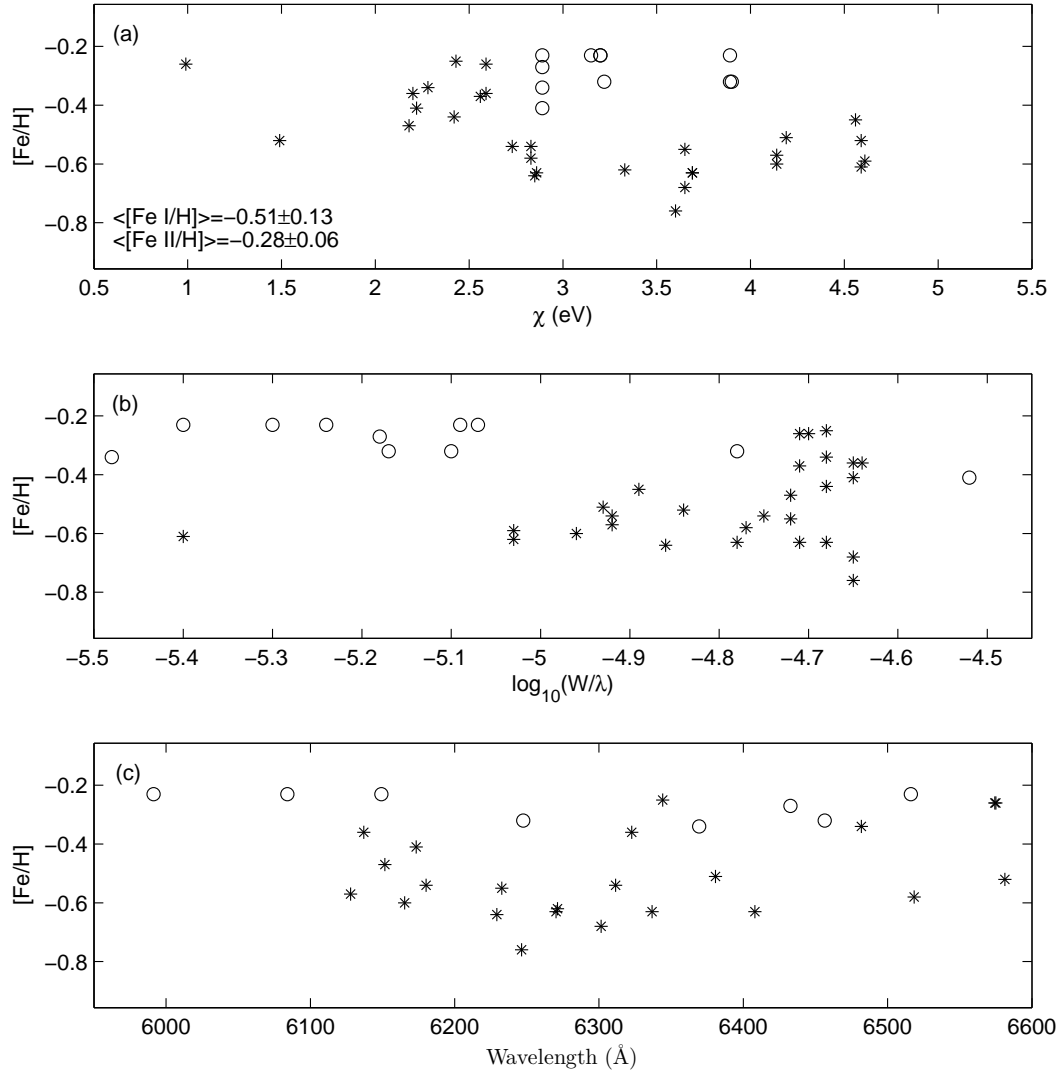 (a)
−0.2
−0.4
−0.6
−0.8
[Fe/H]
<[Fe I/H]>=−0.51±0.13
<[Fe II/H]>=−0.28±0.06
0.5 1 1.5 2 2.5 3 3.5 4 4.5 5 5.5
χ (eV)
(b)
−0.2
−0.4
−0.6
−0.8
[Fe/H]
−5.5 −5.4 −5.3 −5.2 −5.1 −5 −4.9 −4.8 −4.7 −4.6 −4.5
log10(W/λ)
(c)
−0.2
−0.4
−0.6
−0.8
[Fe/H]
6000 6100 6200 6300 6400 6500 6600
Wavelength (Å)